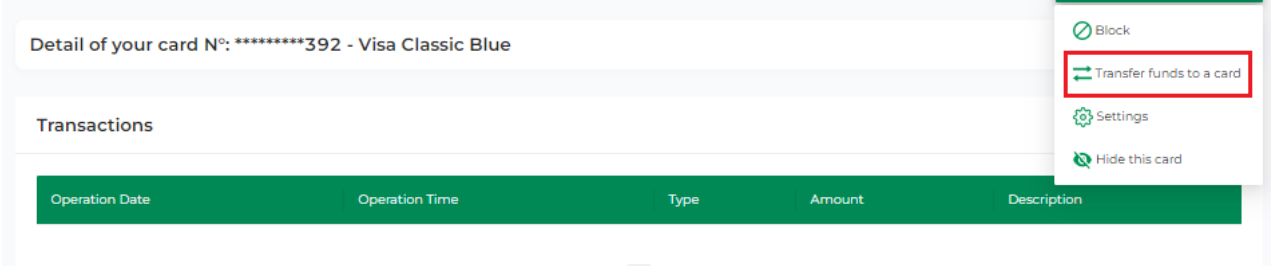 Detail of your card N°: *********392 - Visa Classic Blue
Block
Transfer funds to a card
Settings
Hide this card
Transactions
Operation Date Operation Time Type Amount Description